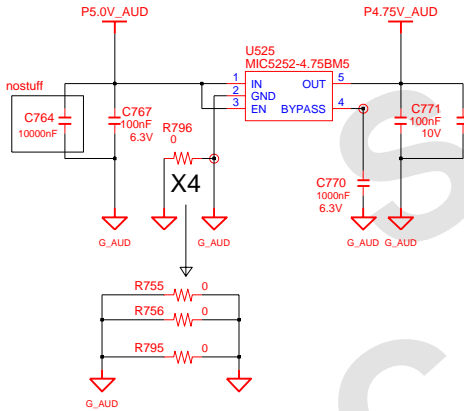 P5.0V_AUD
P4.75V_AUD
U525
MIC5252-4.75BM5
nostuff
1 IN OUT 5
2 GND
3 EN BYPASS 4
C764
10000nF
C767
100nF
6.3V
R796
0
C771
100nF
10V
X4
C770
1000nF
6.3V
G_AUD
G_AUD
G_AUD
G_AUD
R755 0
R756 0
R795 0
G_AUD